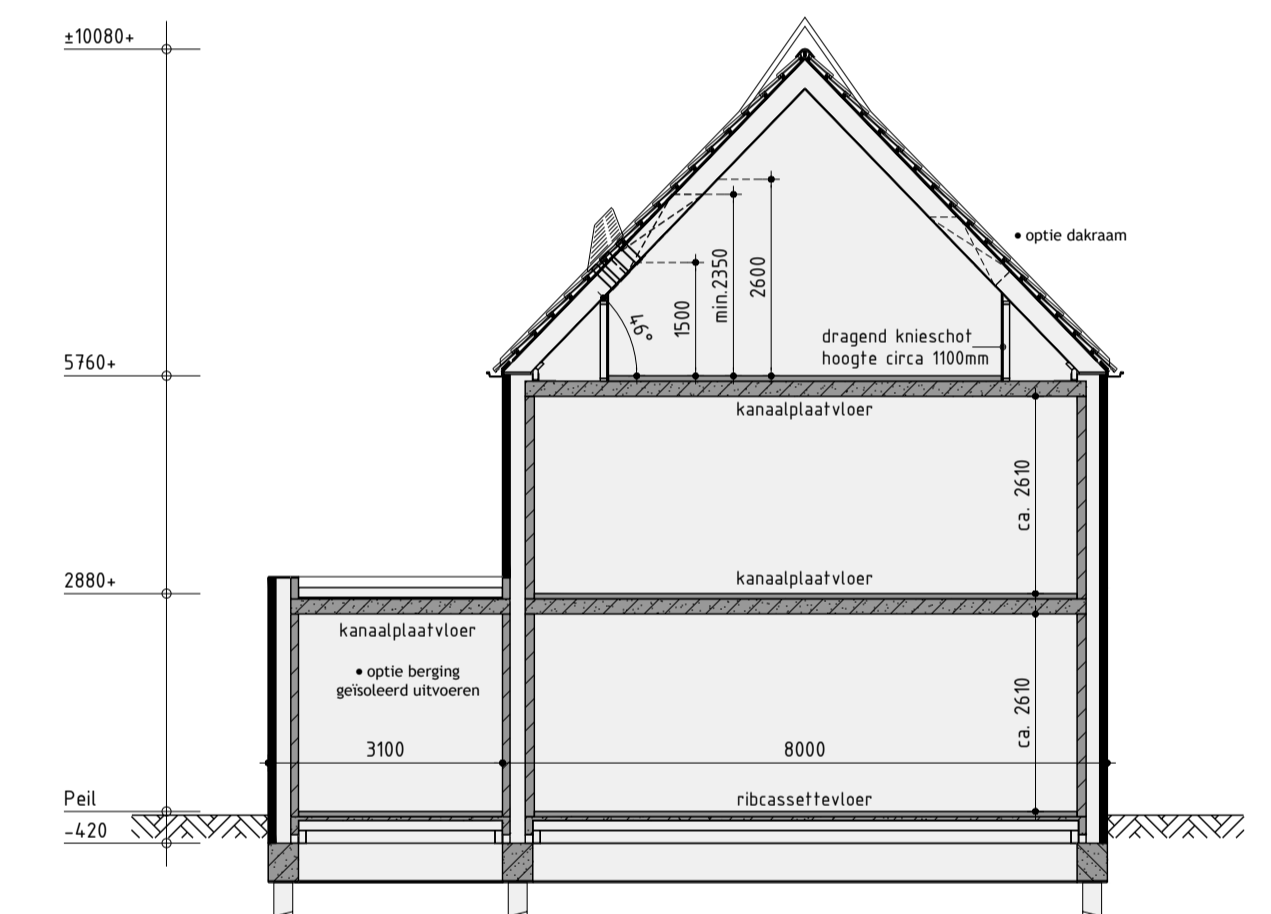 ±10080+
• optie dakraam
1500
min.2350
2600
46°
dragend knieschot
hoogte circa 1100mm
5760+
kanaalplaatvloer
ca. 2610
2880+
kanaalplaatvloer
kanaalplaatvloer
• optie berging
geïsoleerd uitvoeren
ca. 2610
3100
8000
Peil
ribcassettevloer
-420